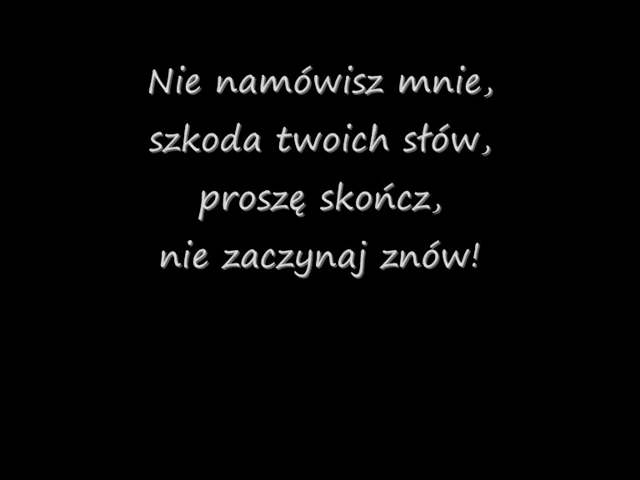 Nie namówisz mnie,
szkoda twoich słów,
proszę skończ,
nie zaczynaj znów!